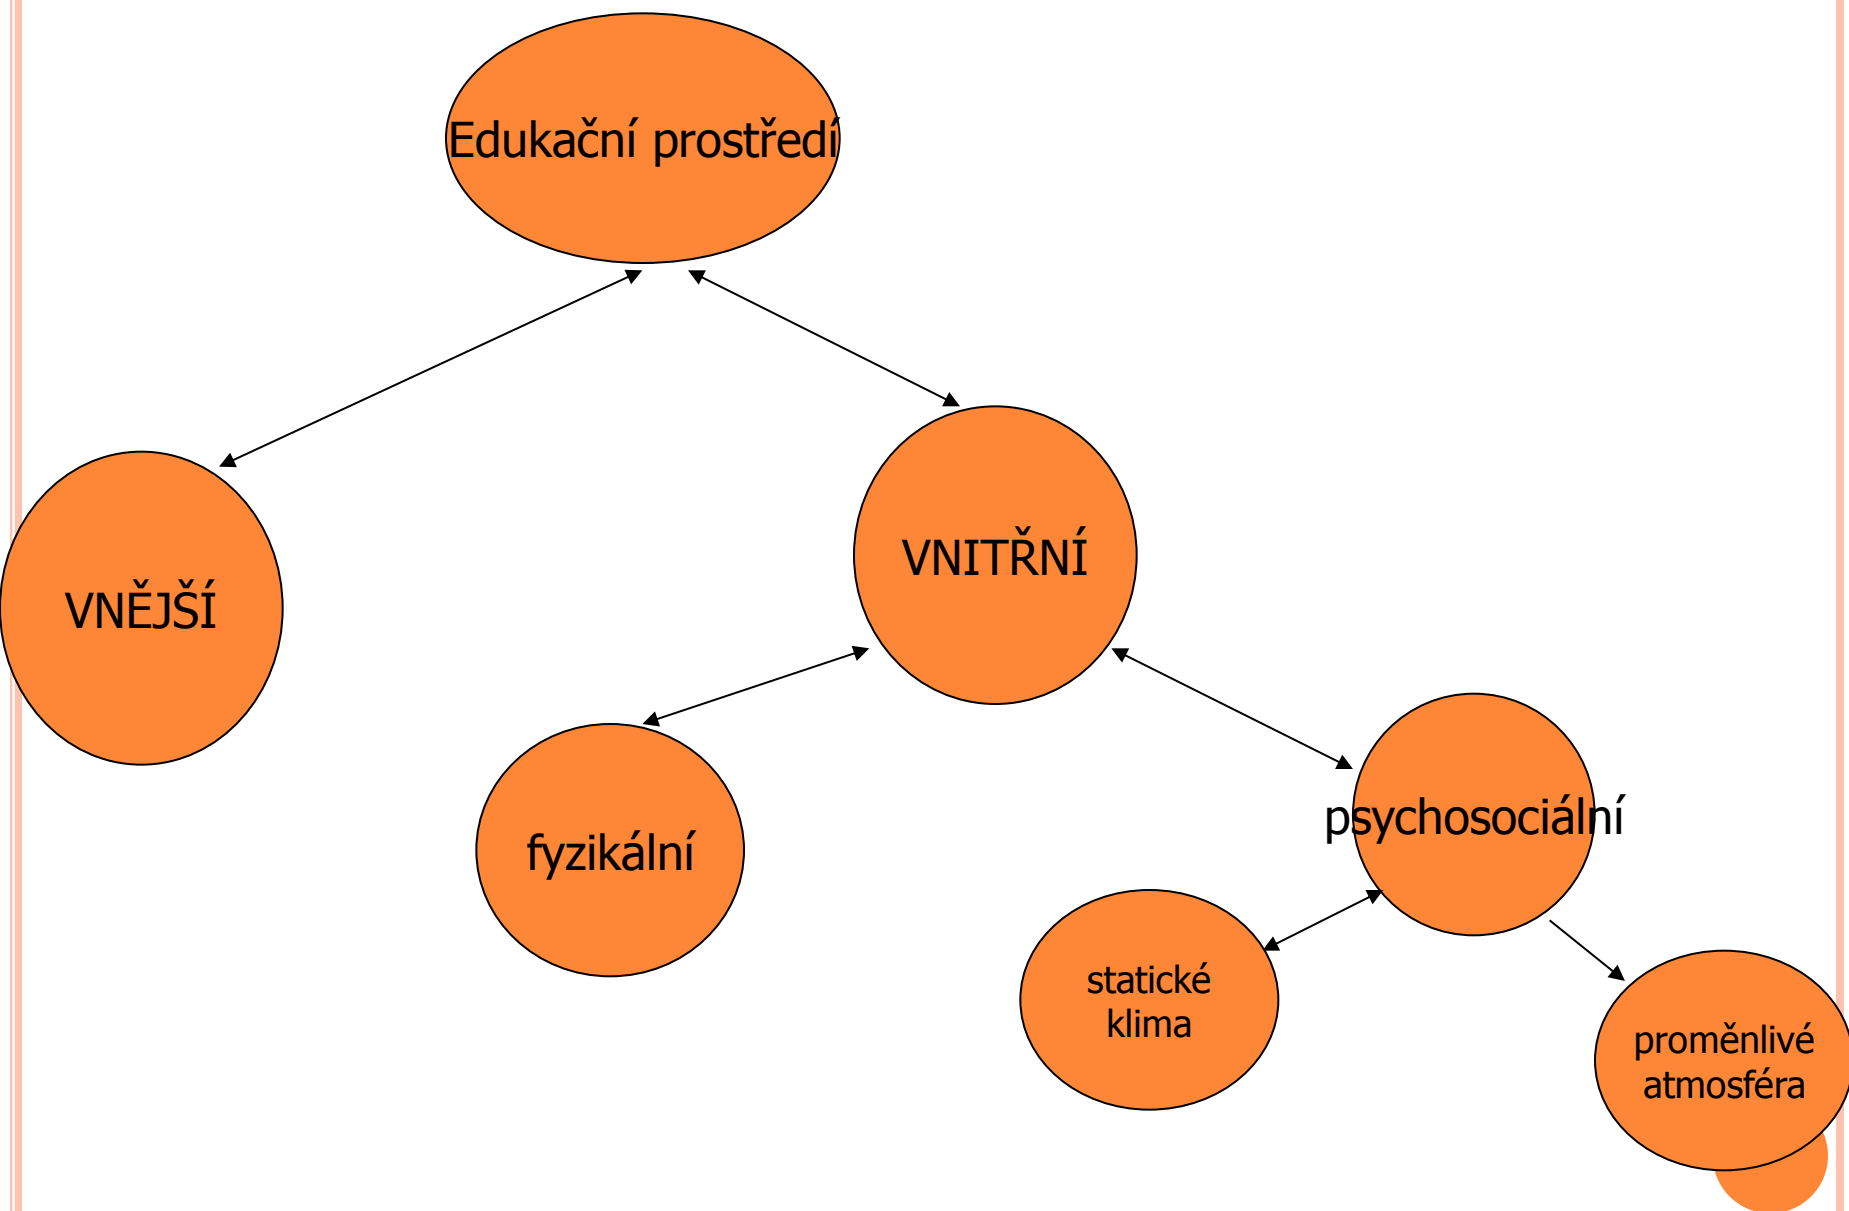 Edukační prostředí
VNITŘNÍ
VNĚJŠÍ
psychosociální
fyzikální
statické
klima
proměnlivé
atmosféra